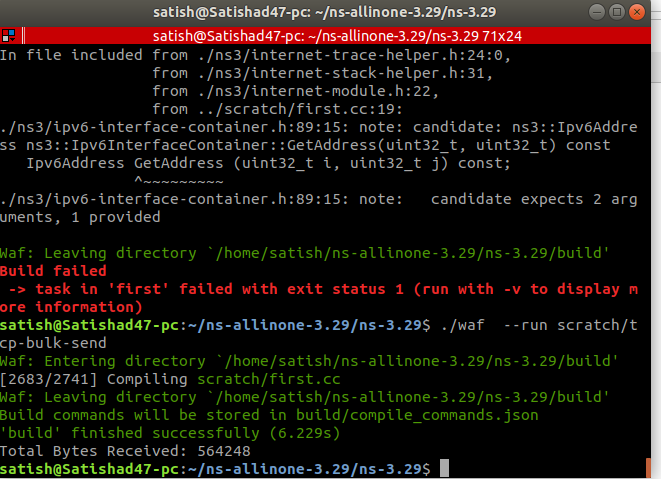 satish@Satishad47-pc: ~/ns-allinone-3.29/ns-3.29
satish@Satishad47-pc: ~/ns-allinone-3.29/ns-3.29 71x24
In file included from ./ns3/internet-trace-helper.h:24:0,
                 from ./ns3/internet-stack-helper.h:31,
                 from ./ns3/internet-module.h:22,
                 from ../scratch/first.cc:19:
./ns3/ipv6-interface-container.h:89:15: note: candidate: ns3::Ipv6Addre
ss ns3::Ipv6InterfaceContainer::GetAddress(uint32_t, uint32_t) const
   Ipv6Address GetAddress (uint32_t i, uint32_t j) const;
               ^~~~~~~~~~
./ns3/ipv6-interface-container.h:89:15: note:   candidate expects 2 arg
uments, 1 provided
Waf: Leaving directory `/home/satish/ns-allinone-3.29/ns-3.29/build'
Build failed
 -> task in 'first' failed with exit status 1 (run with -v to display m
ore information)
satish@Satishad47-pc:~/ns-allinone-3.29/ns-3.29$ ./waf  --run scratch/t
cp-bulk-send
Waf: Entering directory `/home/satish/ns-allinone-3.29/ns-3.29/build'
[2683/2741] Compiling scratch/first.cc
Waf: Leaving directory `/home/satish/ns-allinone-3.29/ns-3.29/build'
Build commands will be stored in build/compile_commands.json
'build' finished successfully (6.229s)
Total Bytes Received: 564248
satish@Satishad47-pc:~/ns-allinone-3.29/ns-3.29$